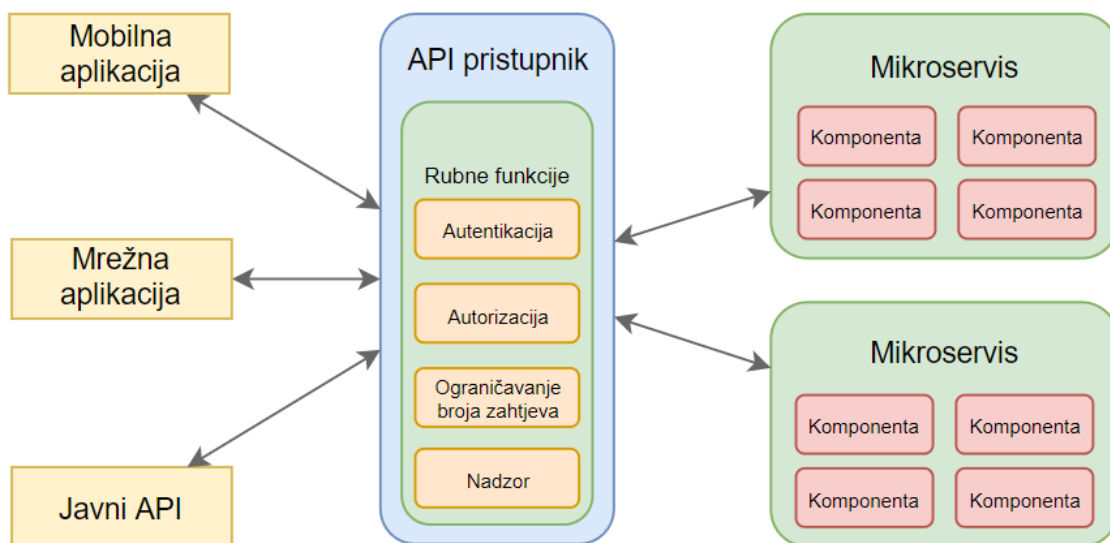 Mobilna
aplikacija
Mrežna
aplikacija
Javni API
API pristupnik
Rubne funkcije
Autentikacija
Autorizacija
Ograničavanje
broja zahtjeva
Nadzor
Mikroservis
Komponenta
Komponenta
Komponenta
Komponenta
Mikroservis
Komponenta
Komponenta
Komponenta
Komponenta